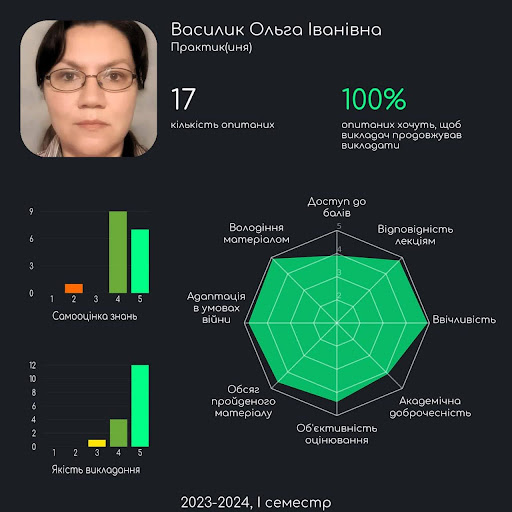 Василик Ольга Іванівна
Практик(иня)
17
кількість опитаних
100%
опитаних хочуть, щоб
викладач продовжував
викладати
9
6
3
0
1 2 3 4 5
Самооцінка знань
12
10
8
6
4
2
0
1 2 3 4 5
Якість викладання
Доступ до
балів
Відповідність
лекціям
Ввічливість
Академічна
доброчесність
Об'єктивність
оцінювання
Обсяг
пройденого
матеріалу
Адаптація
в умовах
війни
Володіння
матеріалом
5
4
3
2
2023-2024, І семестр